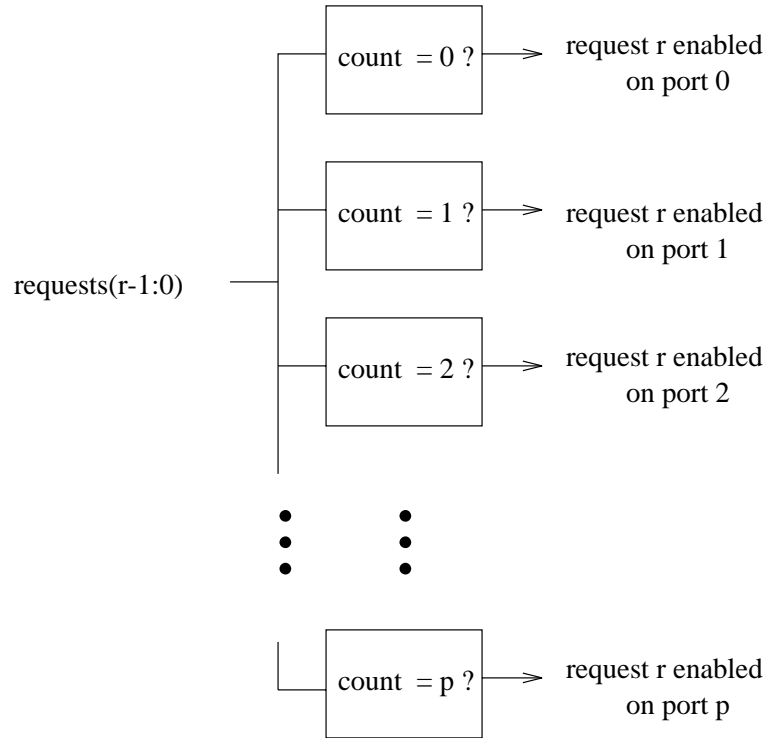 count = 0 ?
request r enabled
on port 0
count = 1 ?
request r enabled
on port 1
requests(r-1:0)
count = 2 ?
request r enabled
on port 2
count = p ?
request r enabled
on port p